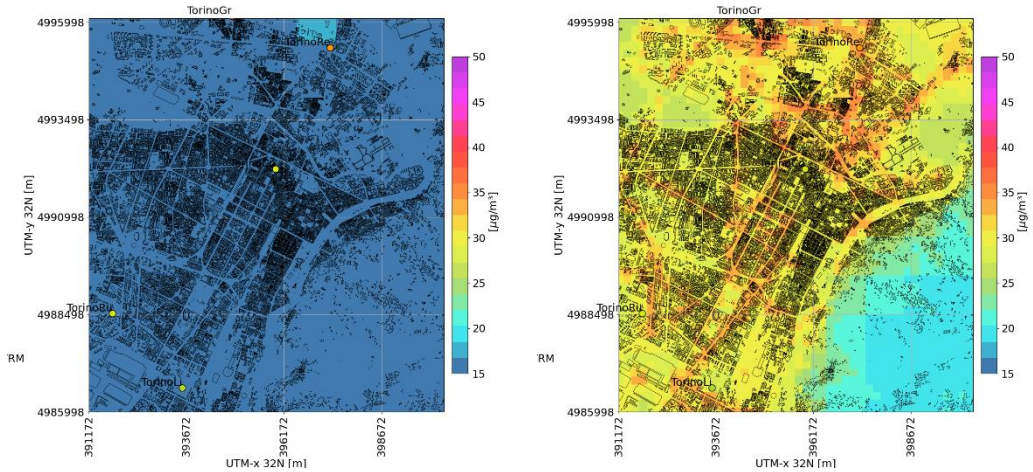 TorinoGr
4995998
4993498
4990998
4988498
4985998
UTM-y 32N [m]
TorinoRe
TorinoLi
391172
393672
396172
398672
UTM-x 32N [m]
50
45
40
35
30
25
20
15
[µg/m³]
TorinoGr
4995998
4993498
4990998
4988498
4985998
UTM-y 32N [m]
TorinoRe
TorinoLi
391172
393672
396172
398672
UTM-x 32N [m]
50
45
40
35
30
25
20
15
[µg/m³]